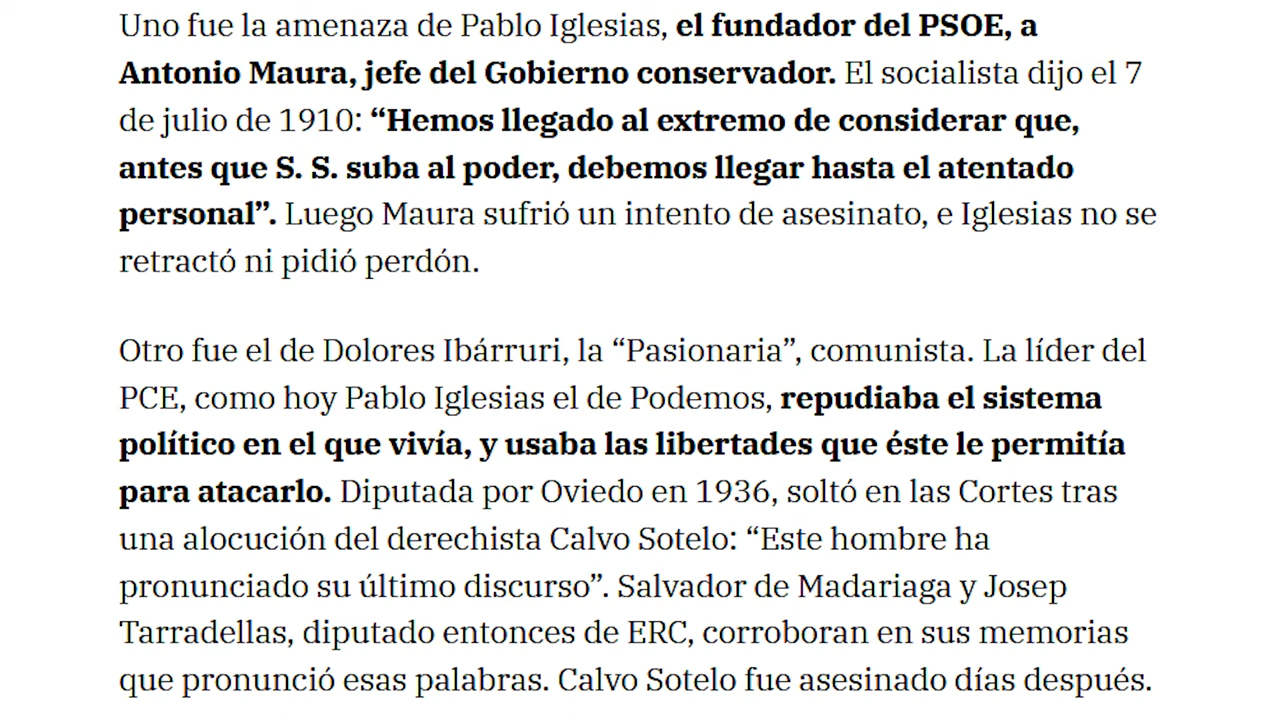 Uno fue la amenaza de Pablo Iglesias, el fundador del PSOE, a
Antonio Maura, jefe del Gobierno conservador. El socialista dijo el 7
de julio de 1910: “Hemos llegado al extremo de considerar que,
antes que S. S. suba al poder, debemos llegar hasta el atentado
personal”. Luego Maura sufrió un intento de asesinato, e Iglesias no se
retractó ni pidió perdón.
Otro fue el de Dolores Ibárruri, la “Pasionaria”, comunista. La líder del
PCE, como hoy Pablo Iglesias el de Podemos, repudiaba el sistema
político en el que vivía, y usaba las libertades que éste le permitía
para atacarlo. Diputada por Oviedo en 1936, soltó en las Cortes tras
una alocución del derechista Calvo Sotelo: “Este hombre ha
pronunciado su último discurso”. Salvador de Madariaga y Josep
Tarradellas, diputado entonces de ERC, corroboran en sus memorias
que pronunció esas palabras. Calvo Sotelo fue asesinado días después.